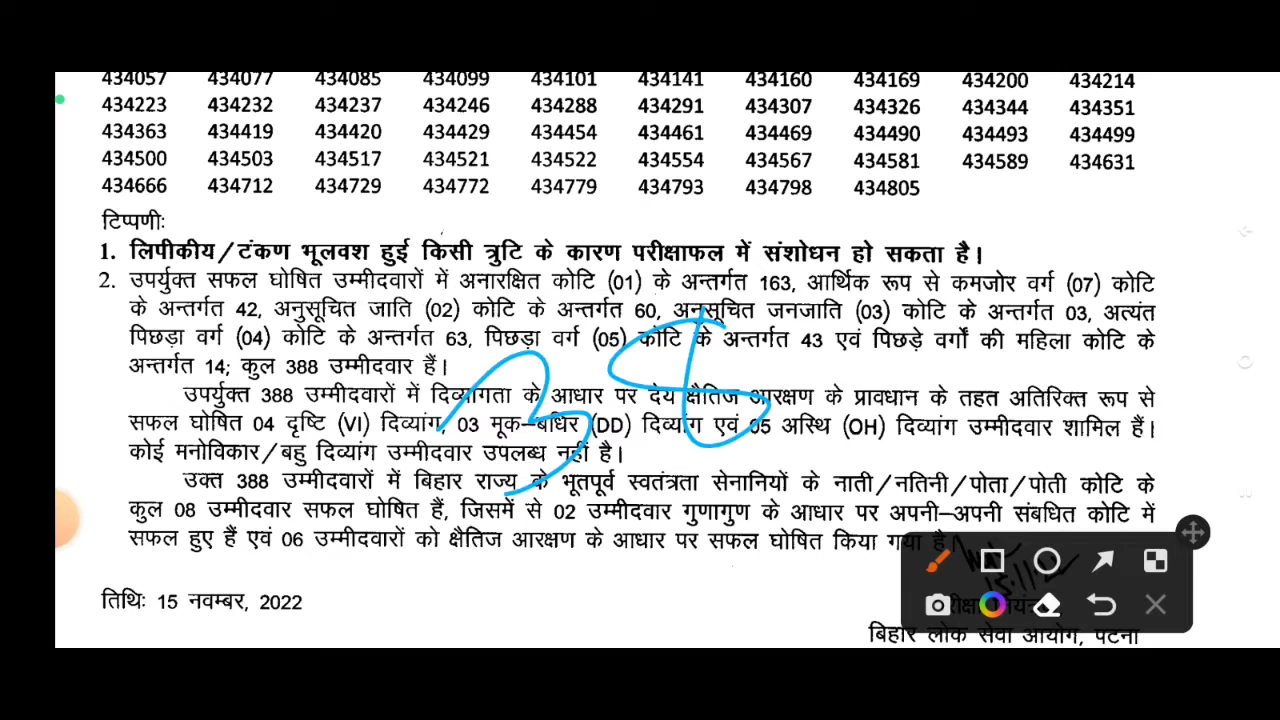 434057 434077 434085 434099 434101 434141 434160 434169 434200 434214
434223 434232 434237 434246 434288 434291 434307 434326 434344 434351
434363 434419 434420 434429 434454 434461 434469 434490 434493 434499
434500 434503 434517 434521 434522 434554 434567 434581 434589 434631
434666 434712 434729 434772 434779 434793 434798 434805
टिप्पणीः
1. लिपीकीय/टंकण भूलवश हुई किसी त्रुटि के कारण परीक्षाफल में संशोधन हो सकता है।
2. उपर्युक्त सफल घोषित उम्मीदवारों में अनारक्षित कोटि (01) के अन्तर्गत 163, आर्थिक रूप से कमजोर वर्ग (07) कोटि
के अन्तर्गत 42, अनुसूचित जाति (02) कोटि के अन्तर्गत 60, अनुसूचित जनजाति (03) कोटि के अन्तर्गत 03, अत्यंत
पिछड़ा वर्ग (04) कोटि के अन्तर्गत 63, पिछड़ा वर्ग (05) कोटि के अन्तर्गत 43 एवं पिछड़े वर्गों की महिला कोटि के
अन्तर्गत 14; कुल 388 उम्मीदवार हैं।
उपर्युक्त 388 उम्मीदवारों में दिव्यांगता के आधार पर देय क्षैतिज आरक्षण के प्रावधान के तहत अतिरिक्त रूप से
सफल घोषित 04 दृष्टि (VI) दिव्यांग, 03 मूक–बधिर (DD) दिव्यांग एवं 05 अस्थि (OH) दिव्यांग उम्मीदवार शामिल हैं।
कोई मनोविकार/बहु दिव्यांग उम्मीदवार उपलब्ध नहीं है।
38
उक्त 388 उम्मीदवारों में बिहार राज्य के भूतपूर्व स्वतंत्रता सेनानियों के नाती/नतिनी/पोता/पोती कोटि के
कुल 08 उम्मीदवार सफल घोषित हैं, जिसमें से 02 उम्मीदवार गुणागुण के आधार पर अपनी–अपनी संबधित कोटि में
सफल हुए हैं एवं 06 उम्मीदवारों को क्षैतिज आरक्षण के आधार पर सफल घोषित किया गया है।
तिथिः 15 नवम्बर, 2022
बिहार लोक सेवा आयोग, पटना